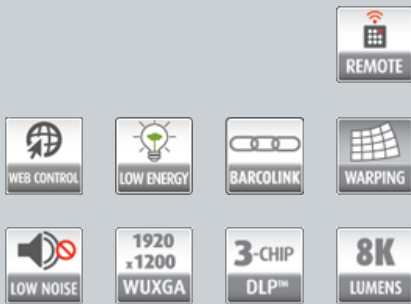 REMOTE
WEB CONTROL
LOW ENERGY
BARCOLINK
WARPING
LOW NOISE
1920
x1200
WUXGA
3-CHIP
DLP™
8K
LUMENS